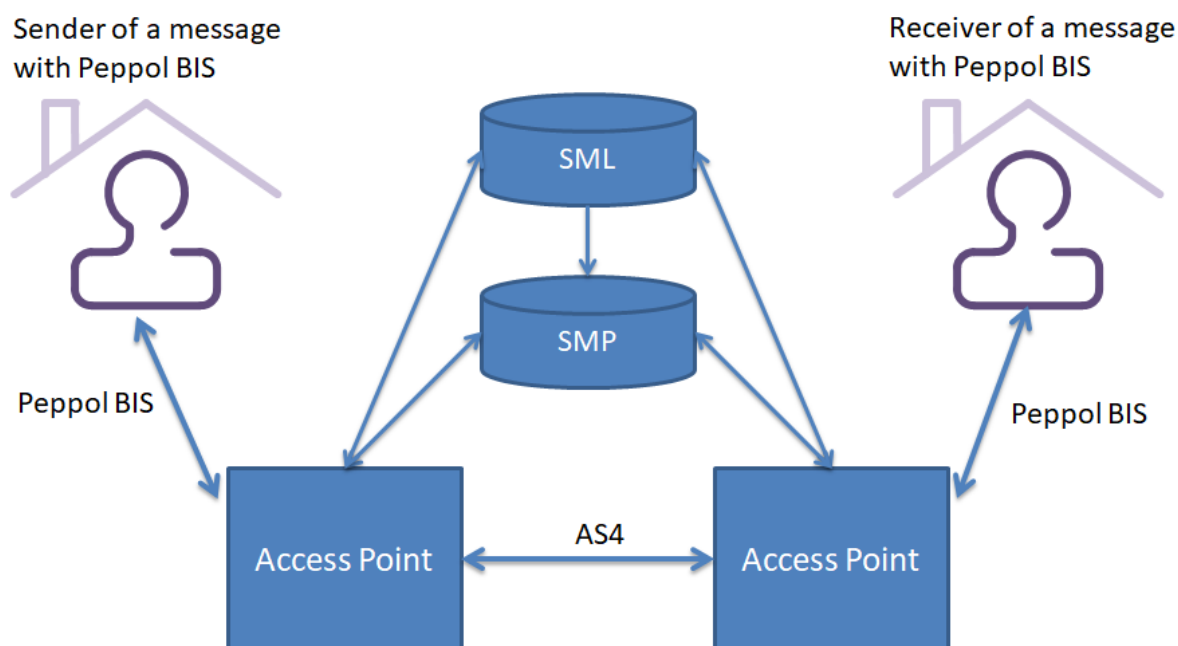 Sender of a message
with Peppol BIS
Receiver of a message
with Peppol BIS
SML
SMP
Peppol BIS
Peppol BIS
AS4
Access Point
Access Point